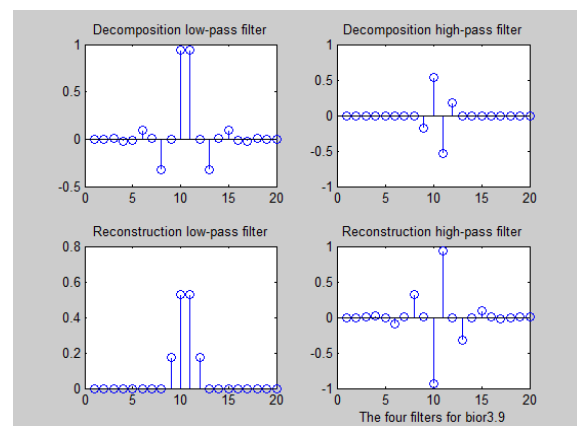 Decomposition low-pass filter
1
0.5
0
-0.5
0 5 10 15 20
Decomposition high-pass filter
1
0.5
0
-0.5
-1
0 5 10 15 20
Reconstruction low-pass filter
0.8
0.6
0.4
0.2
0
0 5 10 15 20
Reconstruction high-pass filter
1
0.5
0
-0.5
-1
0 5 10 15 20
The four filters for bior3.9